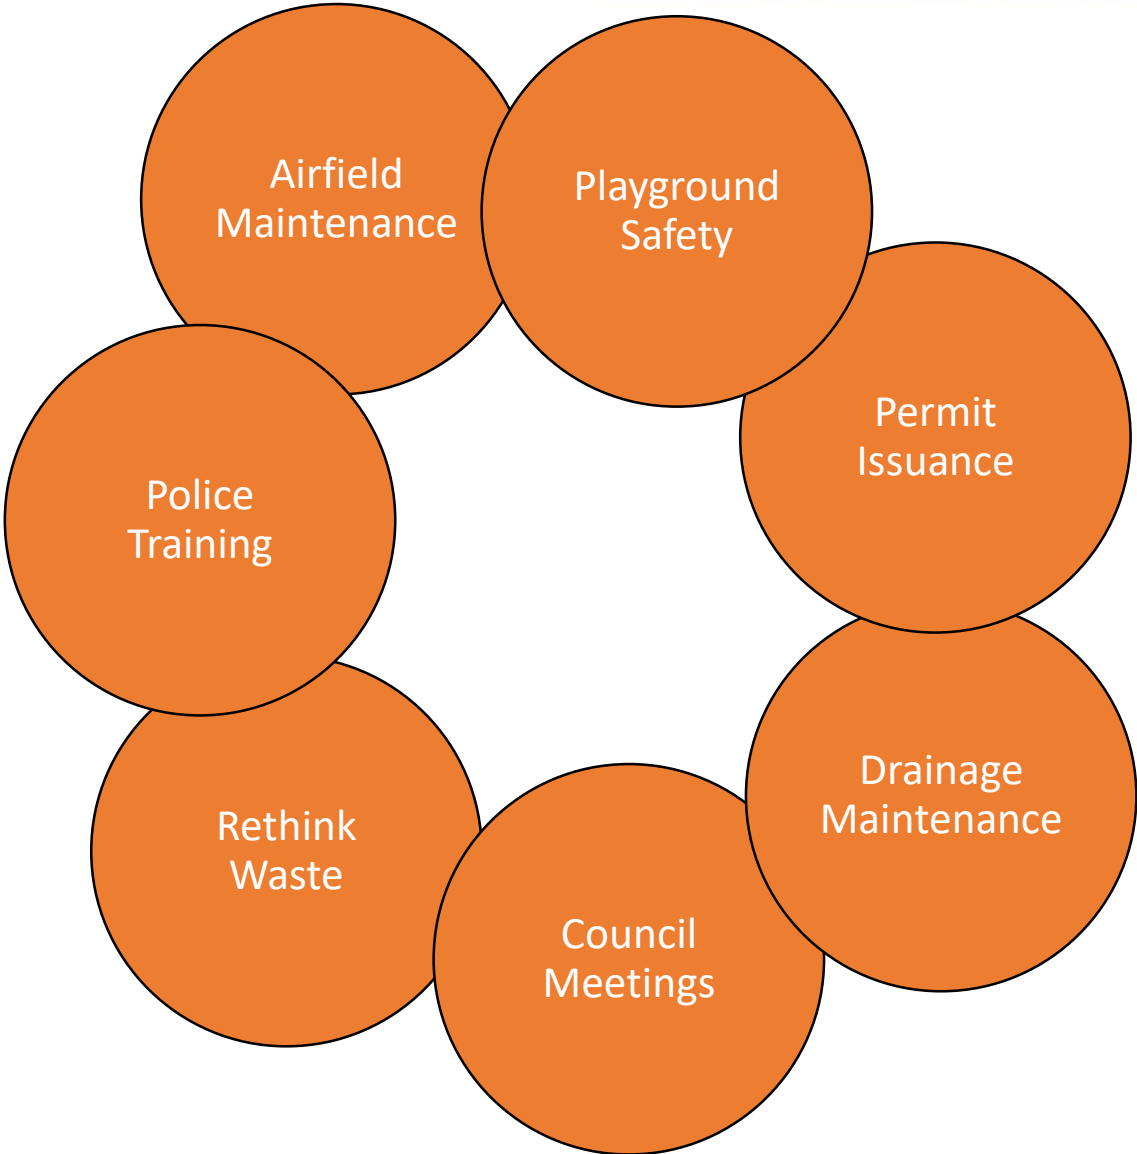 Airfield
Maintenance
Playground
Safety
Permit
Issuance
Police
Training
Drainage
Maintenance
Rethink
Waste
Council
Meetings